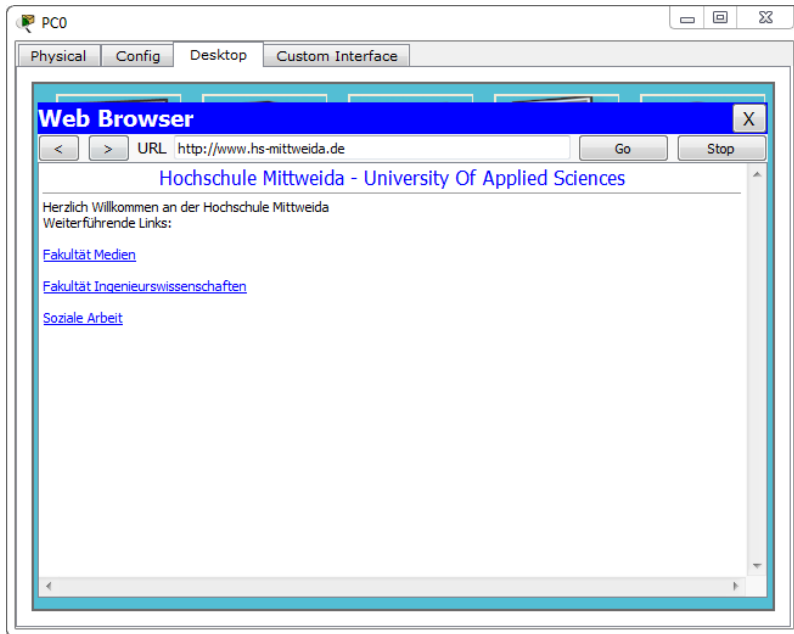 PC0
Physical Config Desktop Custom Interface
Web Browser X
< > URL http://www.hs-mittweida.de Go Stop
Hochschule Mittweida - University Of Applied Sciences
Herzlich Willkommen an der Hochschule Mittweida
Weiterführende Links:
Fakultät Medien
Fakultät Ingenieurswissenschaften
Soziale Arbeit